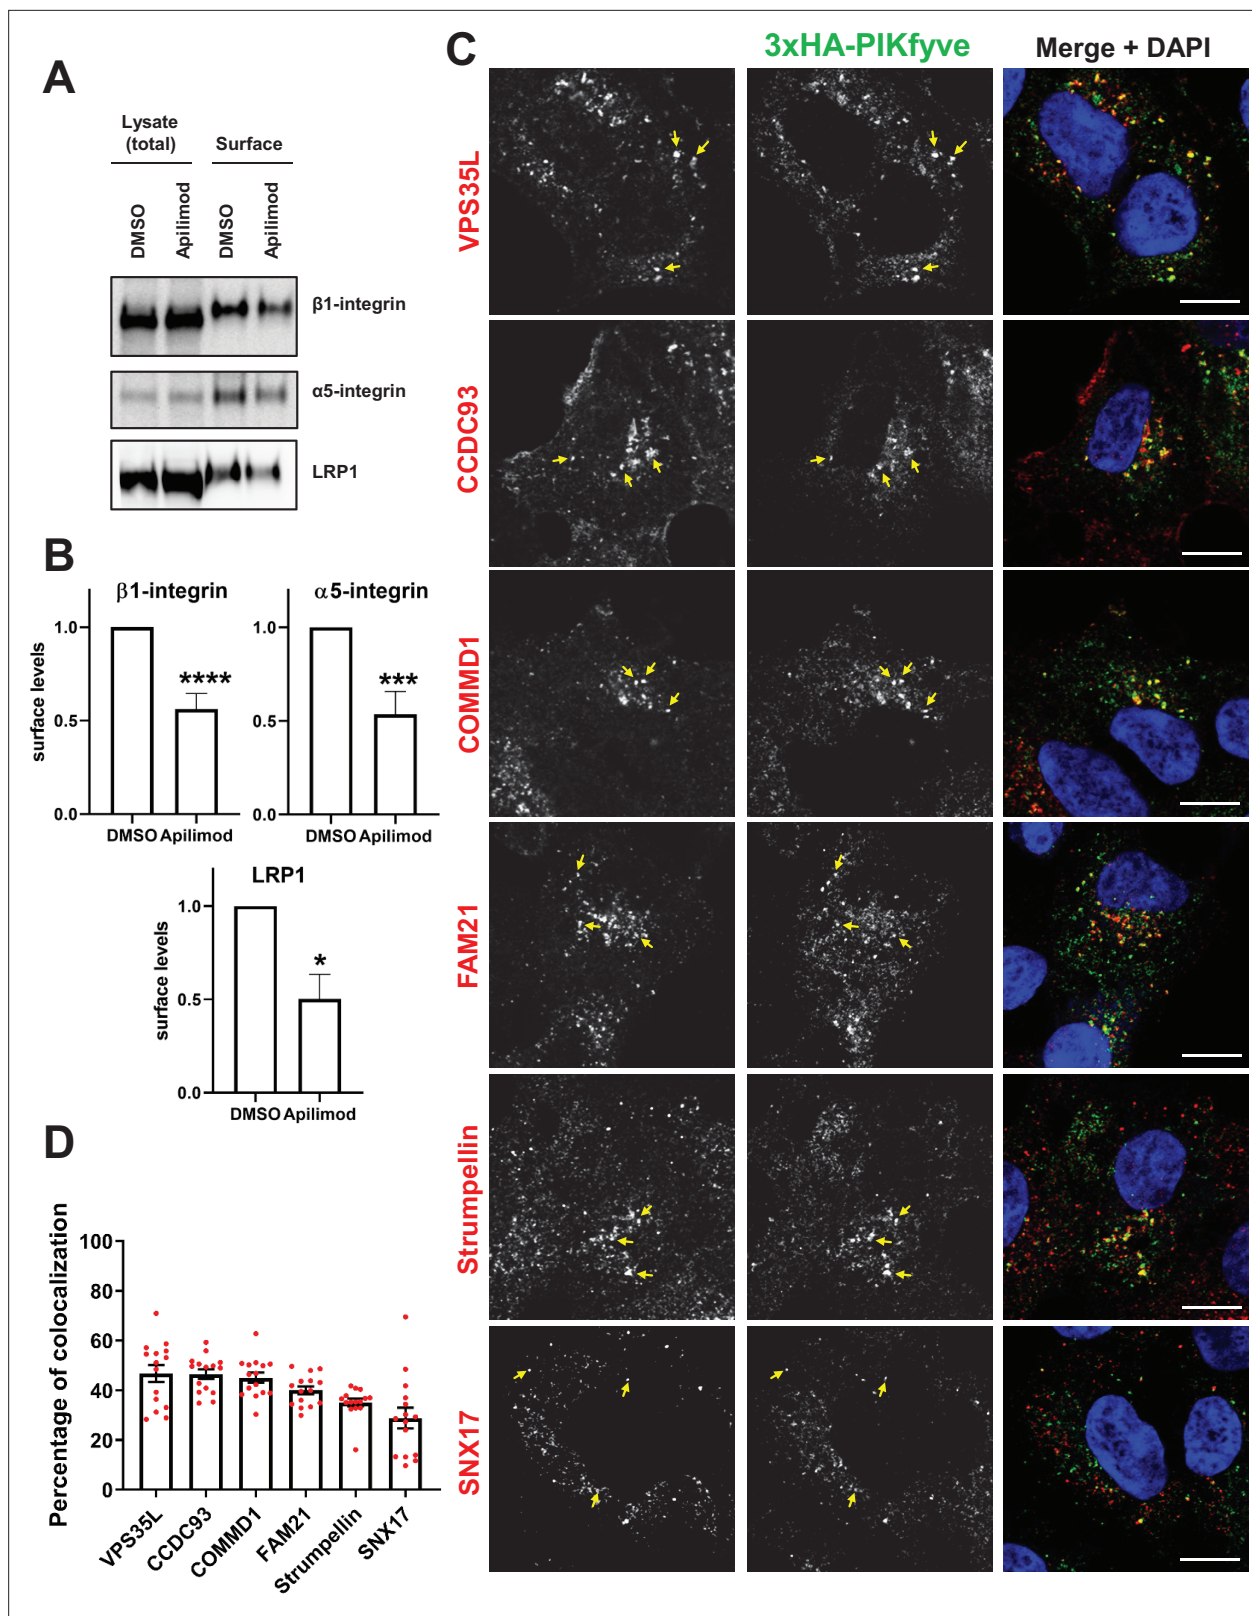 A
Lysate
(total)
Surface
DMSO
Apilimod
DMSO
Apilimod
β1-integrin
α5-integrin
LRP1
B
β1-integrin
surface levels
1.0
0.5
0.0
****
DMSO Apilimod
α5-integrin
1.0
0.5
0.0
***
DMSO Apilimod
LRP1
surface levels
1.0
0.5
0.0
*
DMSO Apilimod
C
3xHA-PIKfyve
Merge + DAPI
VPS35L
CCDC93
COMMD1
FAM21
Strumpellin
SNX17
D
Percentage of colocalization
100
80
60
40
20
0
VPS35L
CCDC93
COMMD1
FAM21
Strumpellin
SNX17